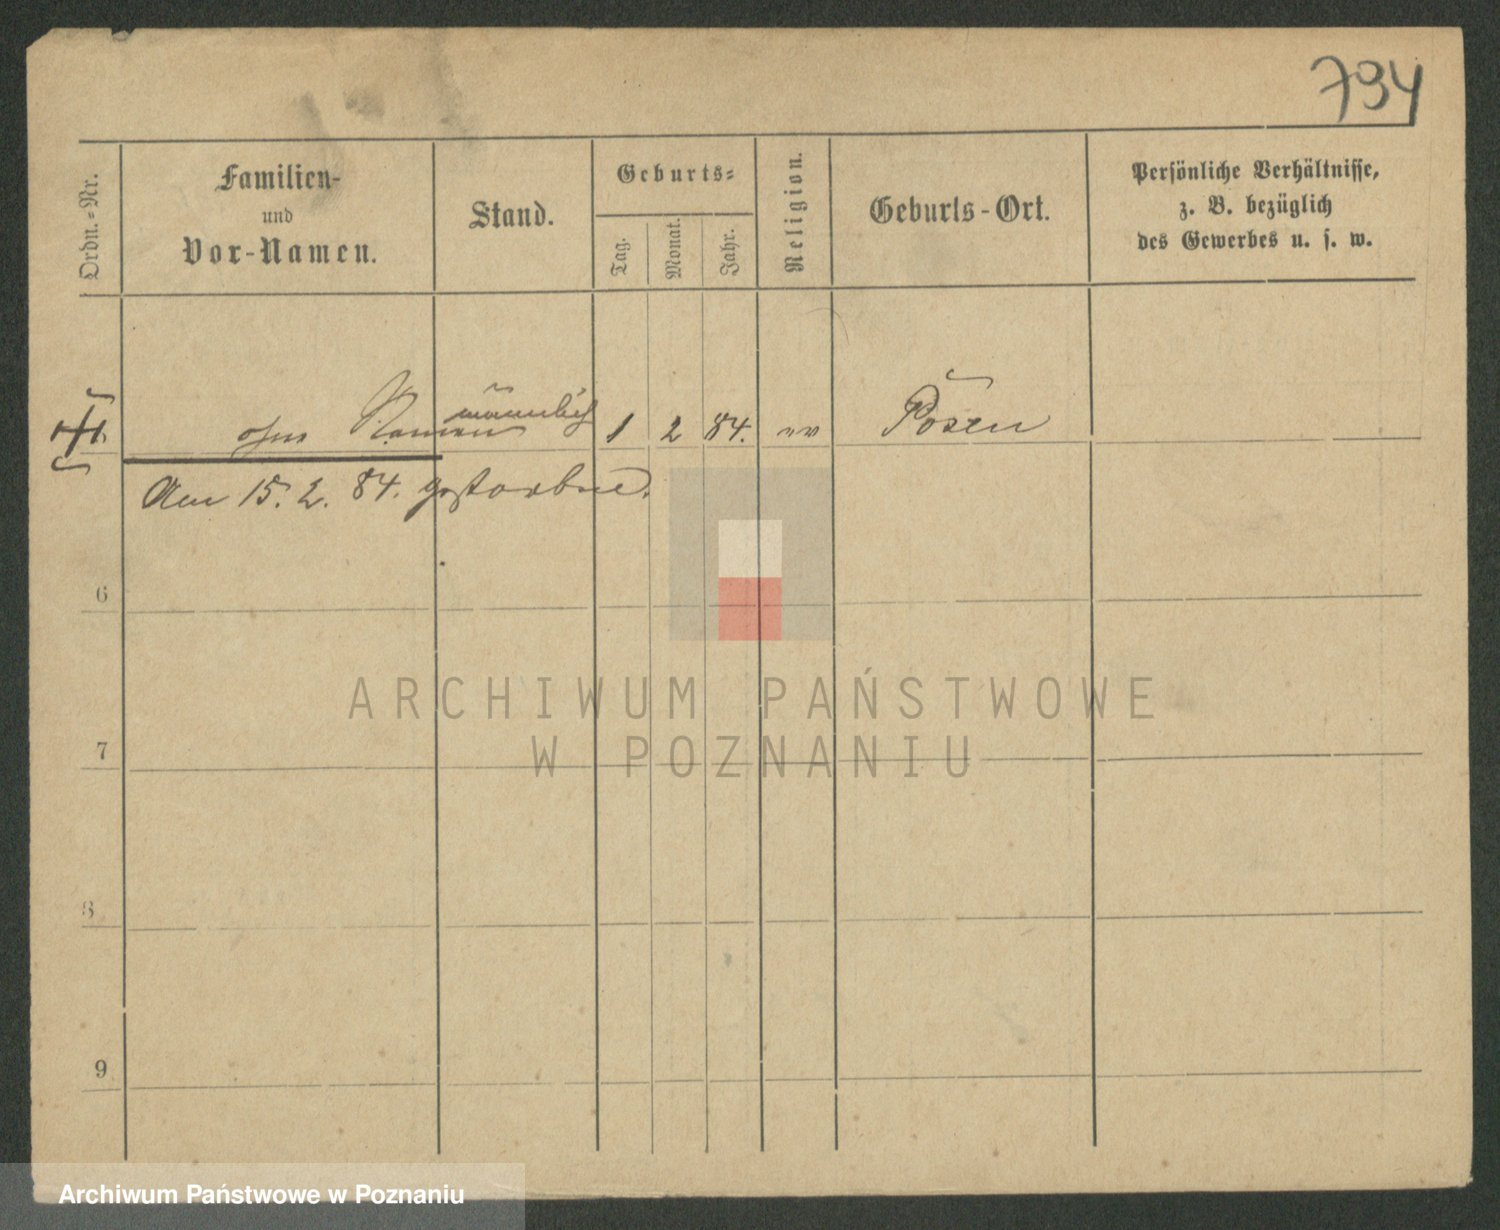 794
Ordn.-Nr.
Familien-
und
Vor-Namen.
Stand.
Geburts-
Tag.
Monat.
Jahr.
Religion.
Geburts-Ort.
Persönliche Verhältnisse,
z. B. bezüglich
des Gewerbes u. s. w.
ohne Namen männlich 1 2 84. Posen
Am 15. 2. 84. gestorben.
6
7
8
9
ARCHIWUM PAŃSTWOWE
W POZNANIU
Archiwum Państwowe w Poznaniu